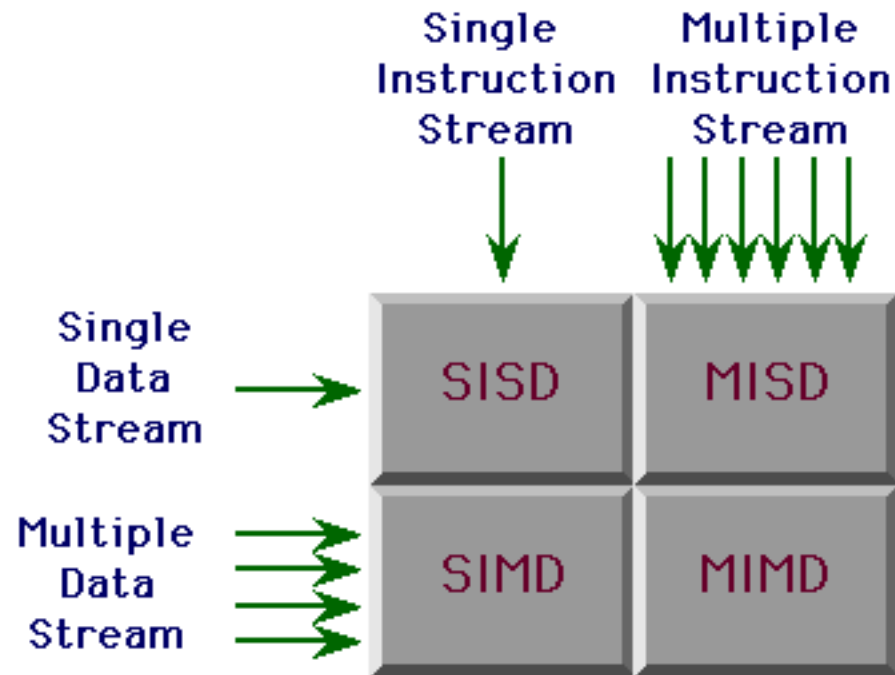 Single
Instruction
Stream
Multiple
Instruction
Stream
Single
Data
Stream
SISD
MISD
Multiple
Data
Stream
SIMD
MIMD